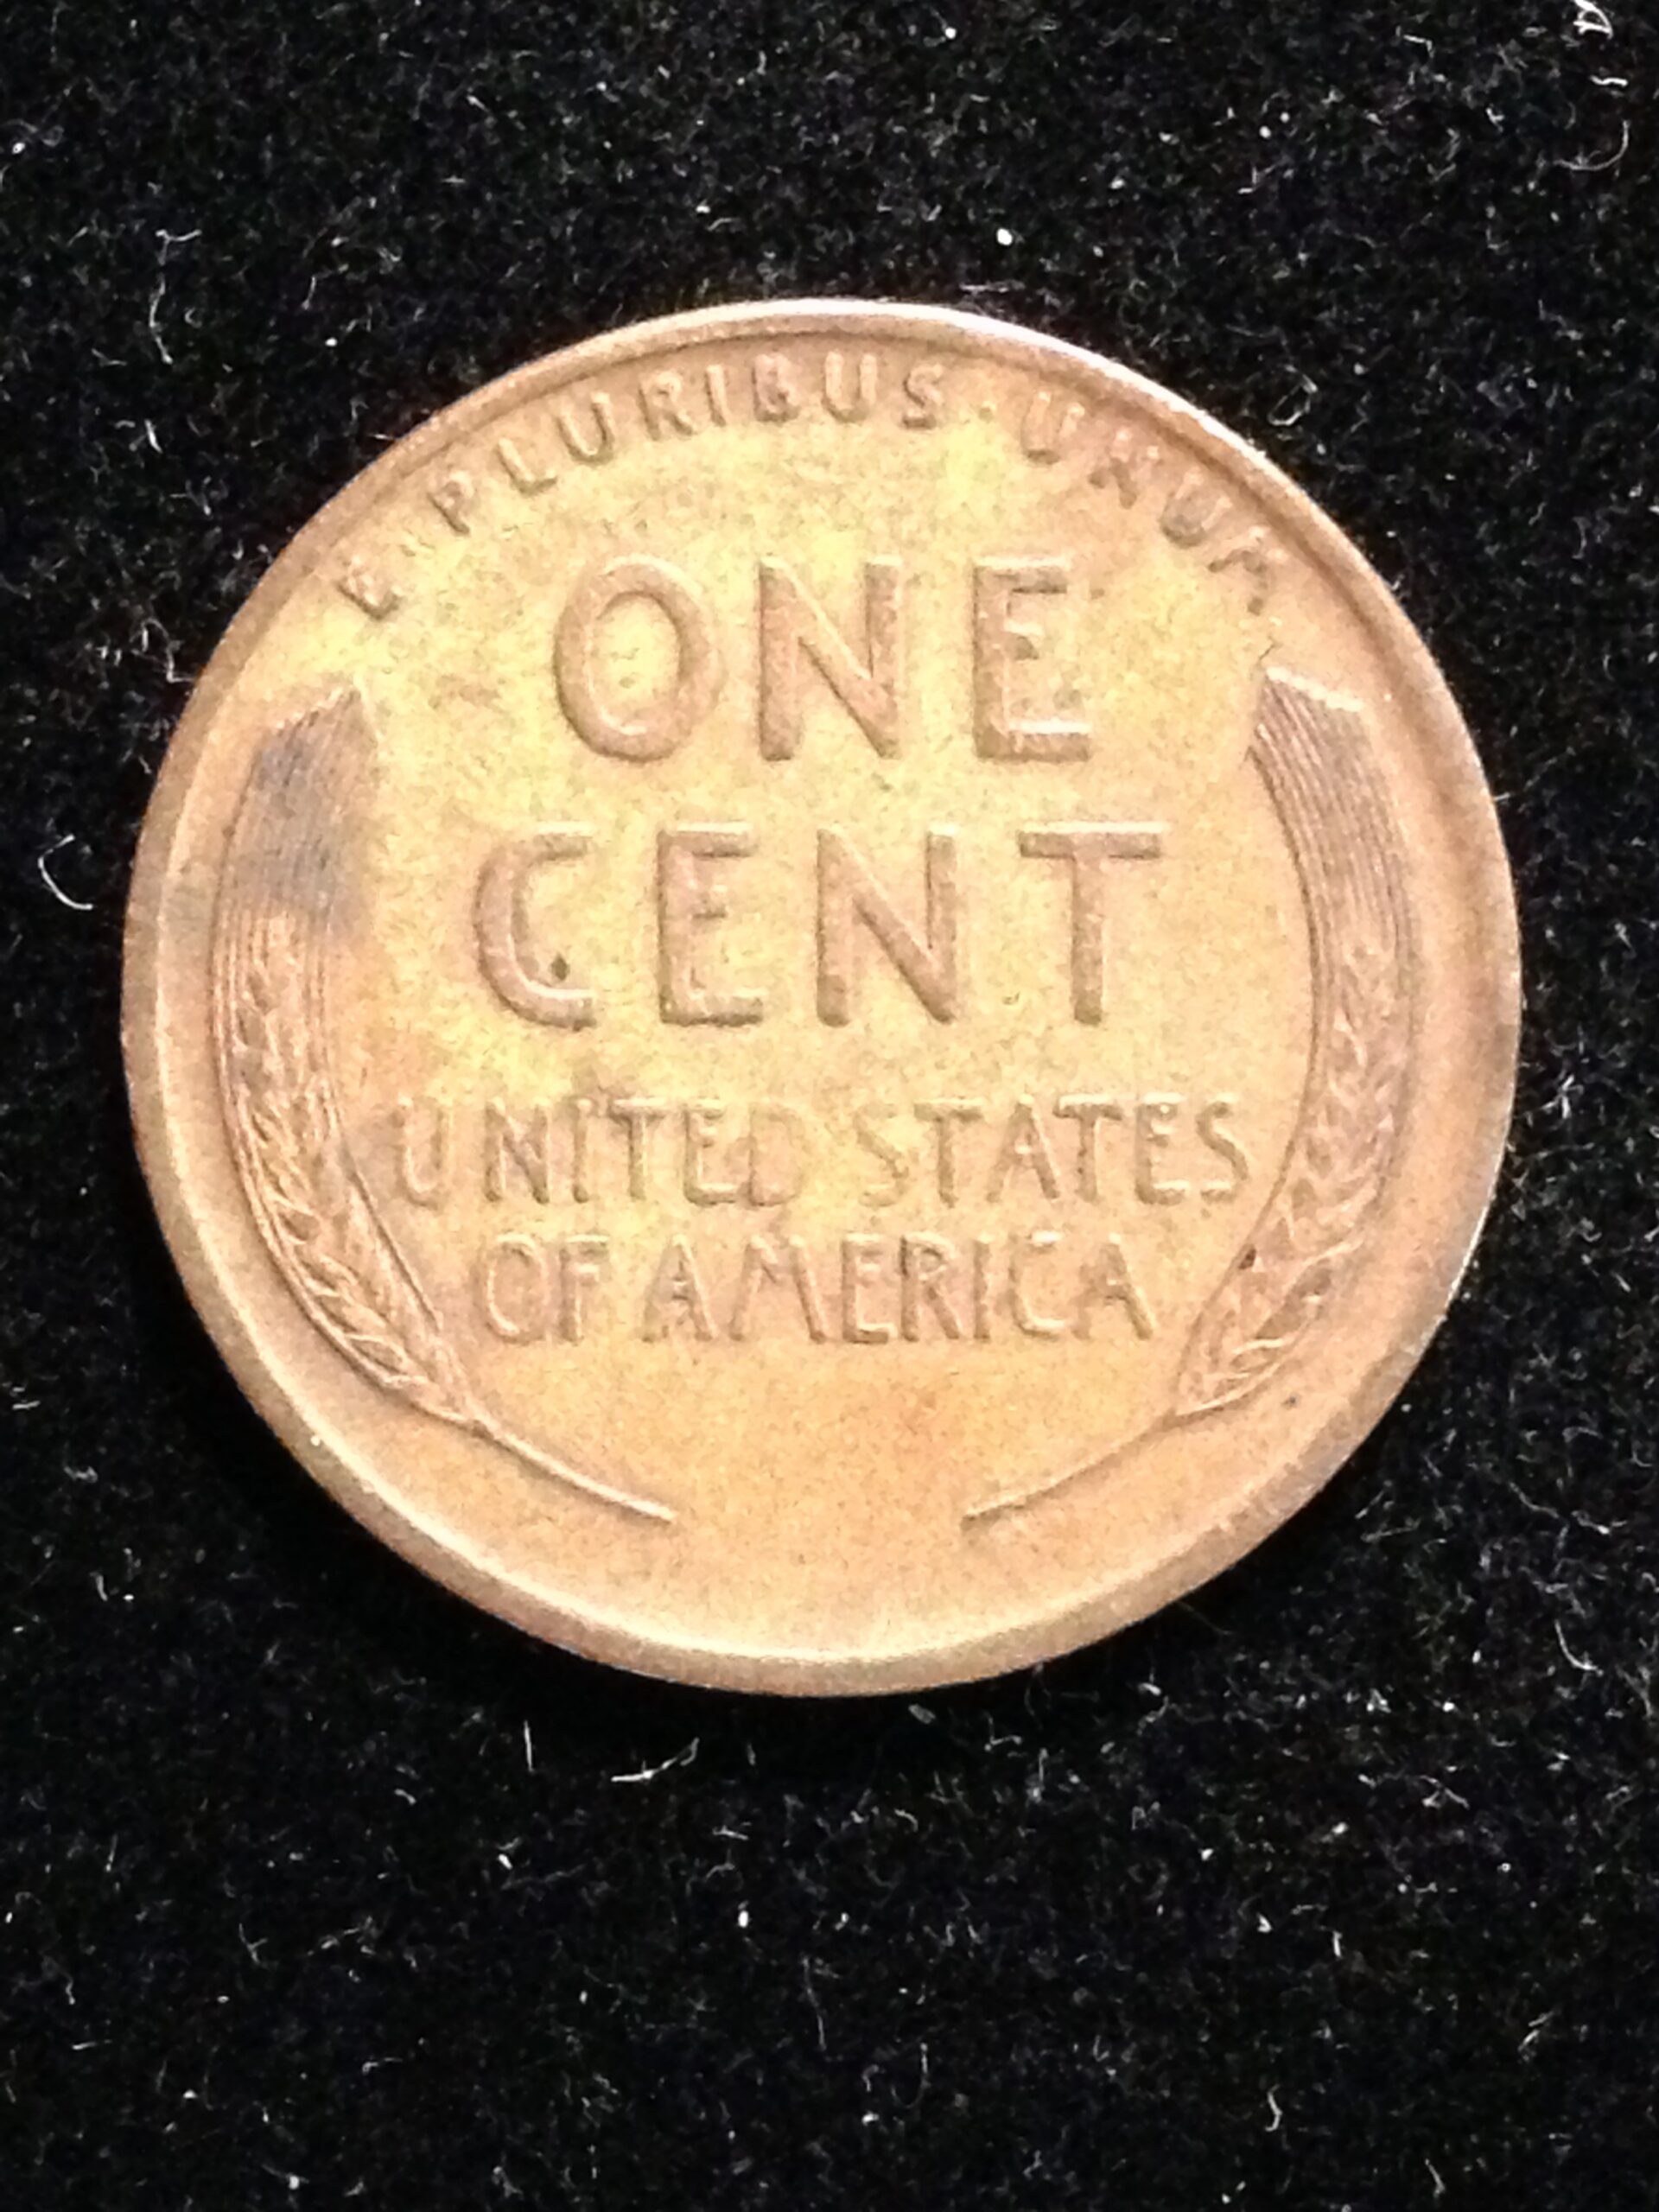 E·PLURIBUS·UNUM
ONE
CENT
UNITED STATES
OF AMERICA